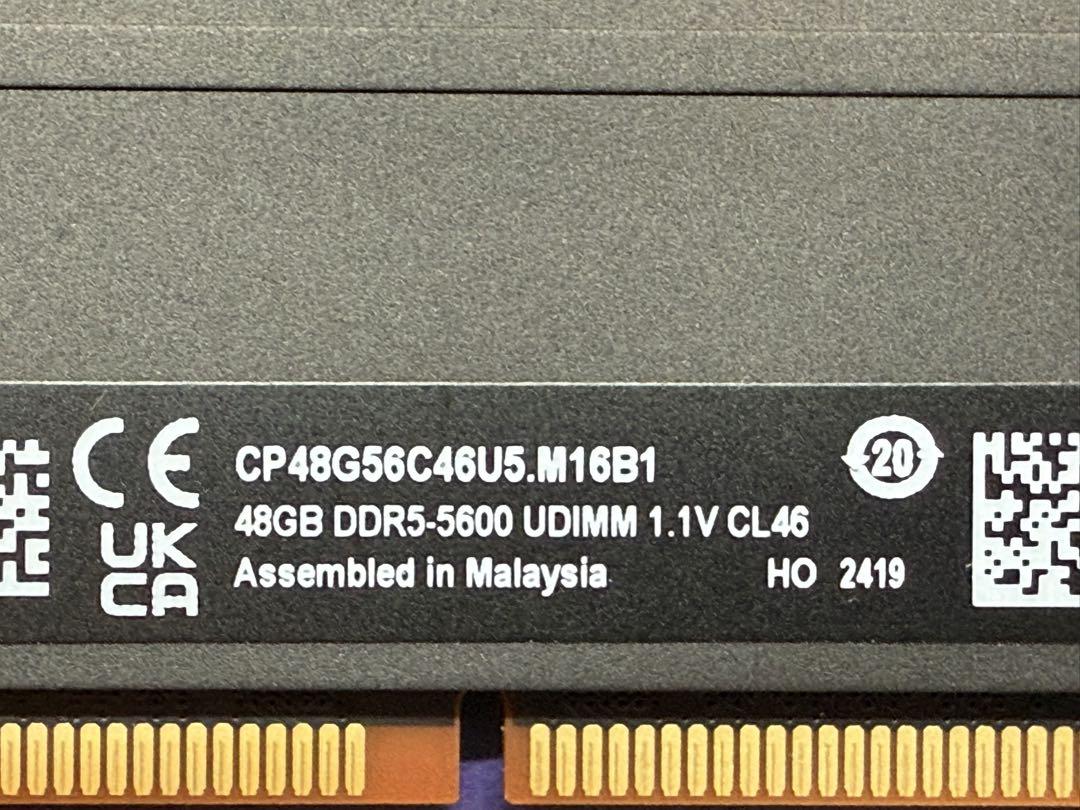 CE
UK
CA
CP48G56C46U5.M16B1
20
48GB DDR5-5600 UDIMM 1.1V CL46
Assembled in Malaysia
HO 2419